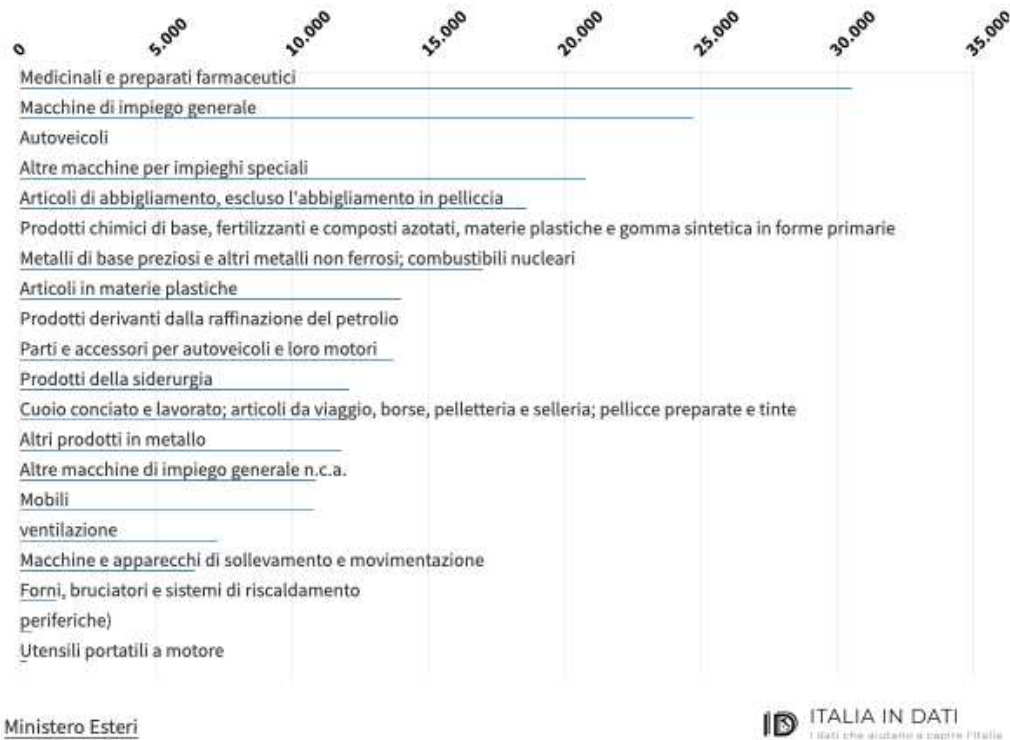 0 5.000 10.000 15.000 20.000 25.000 30.000 35.000
Medicinali e preparati farmaceutici
Macchine di impiego generale
Autoveicoli
Altre macchine per impieghi speciali
Articoli di abbigliamento, escluso l'abbigliamento in pelliccia
Prodotti chimici di base, fertilizzanti e composti azotati, materie plastiche e gomma sintetica in forme primarie
Metalli di base preziosi e altri metalli non ferrosi; combustibili nucleari
Articoli in materie plastiche
Prodotti derivanti dalla raffinazione del petrolio
Parti e accessori per autoveicoli e loro motori
Prodotti della siderurgia
Cuoio conciato e lavorato; articoli da viaggio, borse, pelletteria e selleria; pellicce preparate e tinte
Altri prodotti in metallo
Altre macchine di impiego generale n.c.a.
Mobili
ventilazione
Macchine e apparecchi di sollevamento e movimentazione
Forni, bruciatori e sistemi di riscaldamento
periferiche)
Utensili portatili a motore
Ministero Esteri
ID ITALIA IN DATI
I dati che aiutano a capire l'Italia